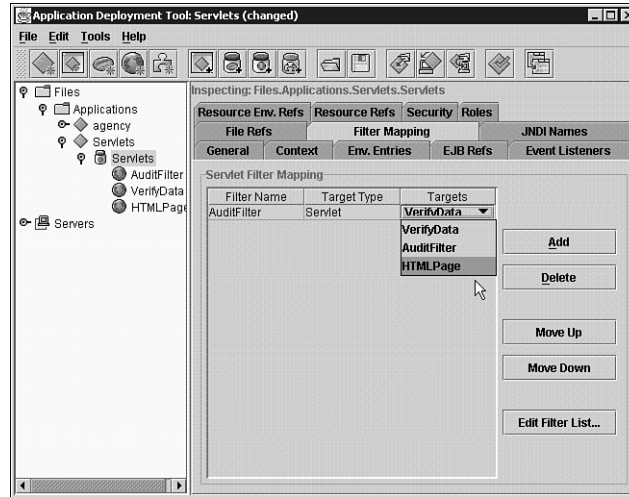 Application Deployment Tool: Servlets (changed)
File Edit Tools Help
Files
Applications
agency
Servlets
Servlets
AuditFilter
VerifyData
HTMLPage
Servers
Inspecting: Files.Applications.Servlets.Servlets
Resource Env. Refs Resource Refs Security Roles
File Refs Filter Mapping JNDI Names
General Context Env. Entries EJB Refs Event Listeners
Servlet Filter Mapping
Filter Name Target Type Targets
AuditFilter Servlet VerifyData
VerifyData
AuditFilter
HTMLPage
Add
Delete
Move Up
Move Down
Edit Filter List...